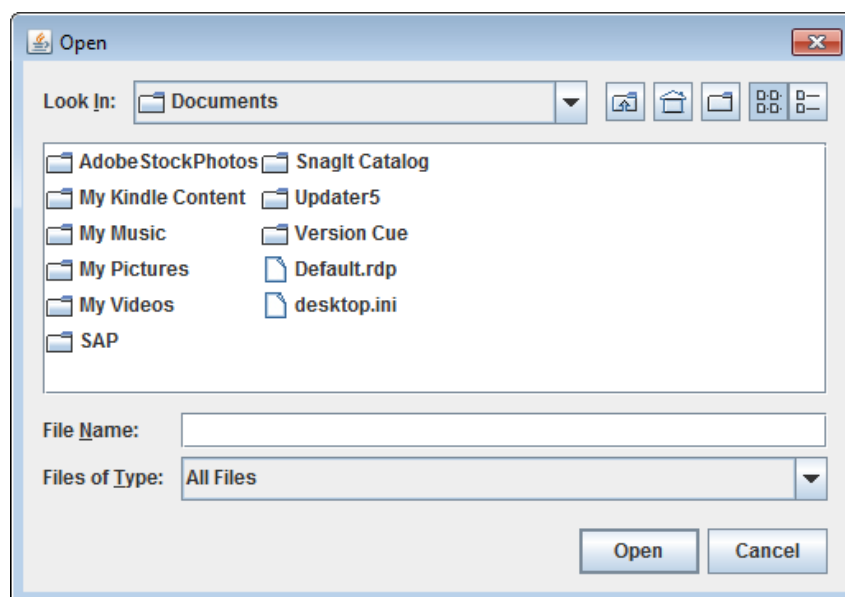 Open
Look In: Documents
AdobeStockPhotos SnagIt Catalog
My Kindle Content Updater5
My Music Version Cue
My Pictures Default.rdp
My Videos desktop.ini
SAP
File Name:
Files of Type: All Files
Open Cancel